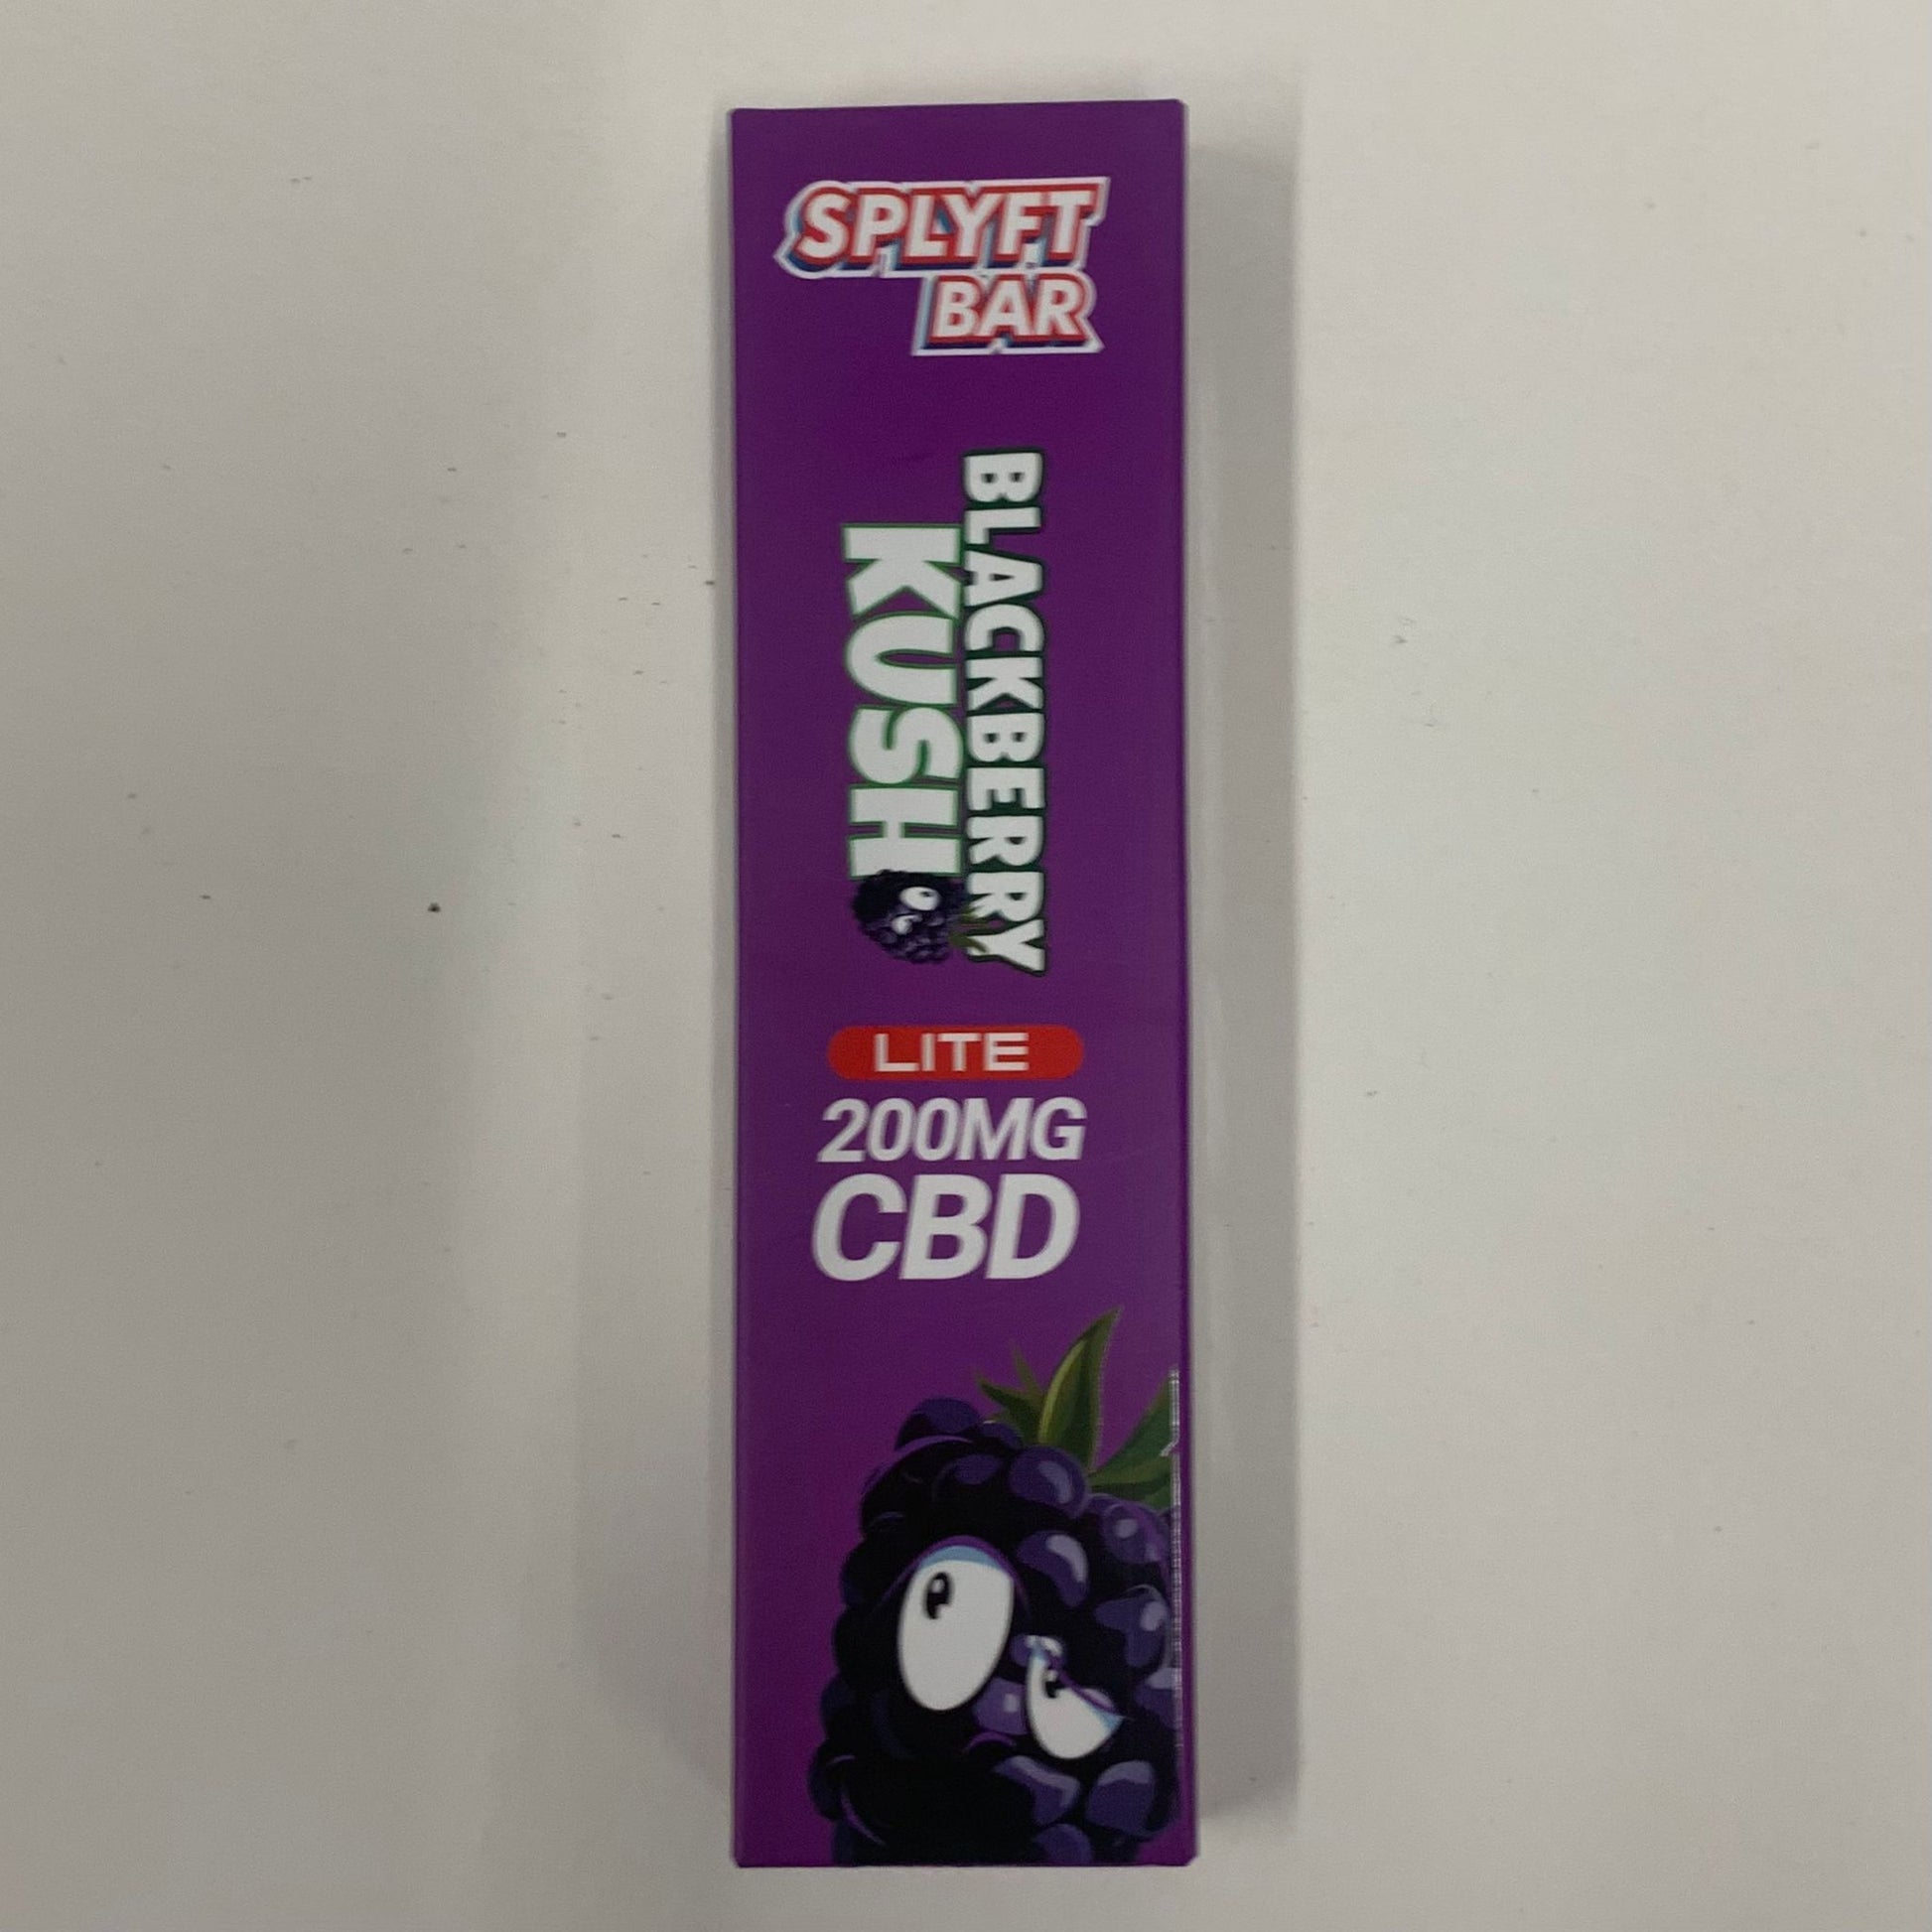 SPLYFT
BAR
BLACKBERRY
KUSH
LITE
200MG
CBD